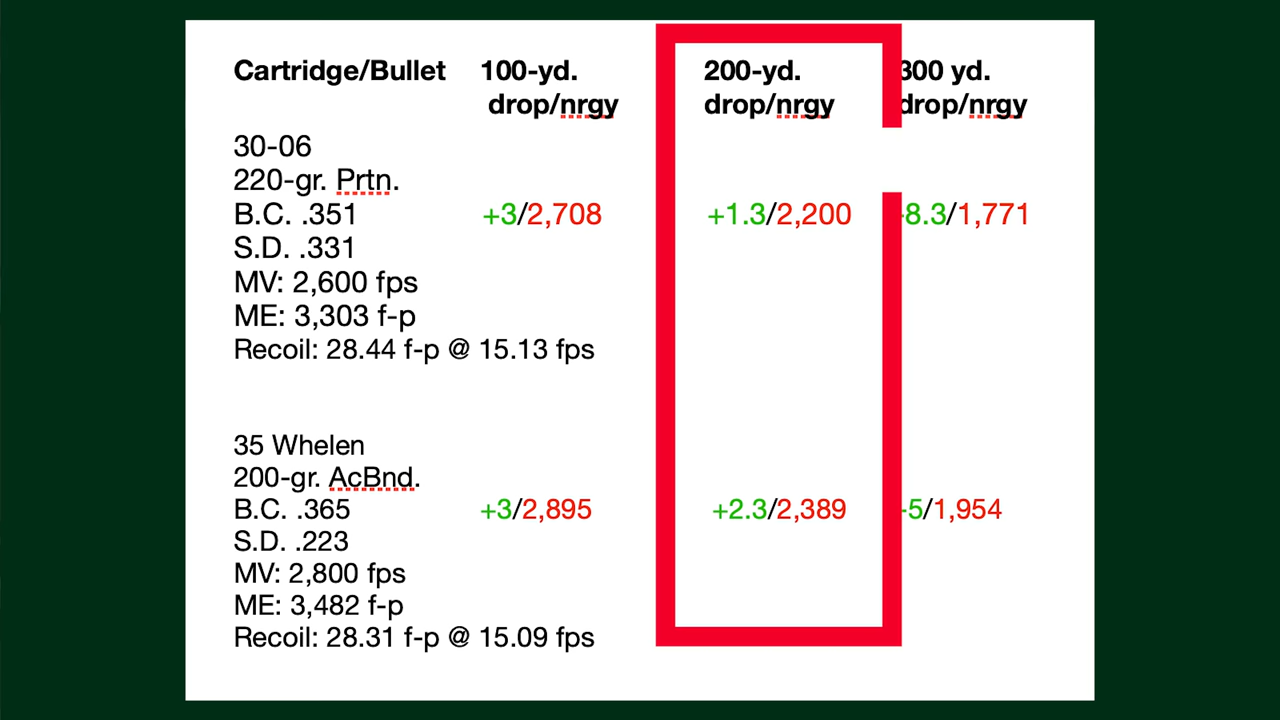 Cartridge/Bullet 100-yd. 200-yd. 300 yd.
drop/nrgy drop/nrgy drop/nrgy
30-06
220-gr. Prtn.
B.C. .351 +3/2,708 +1.3/2,200 -8.3/1,771
S.D. .331
MV: 2,600 fps
ME: 3,303 f-p
Recoil: 28.44 f-p @ 15.13 fps
35 Whelen
200-gr. AcBnd.
B.C. .365 +3/2,895 +2.3/2,389 -5/1,954
S.D. .223
MV: 2,800 fps
ME: 3,482 f-p
Recoil: 28.31 f-p @ 15.09 fps